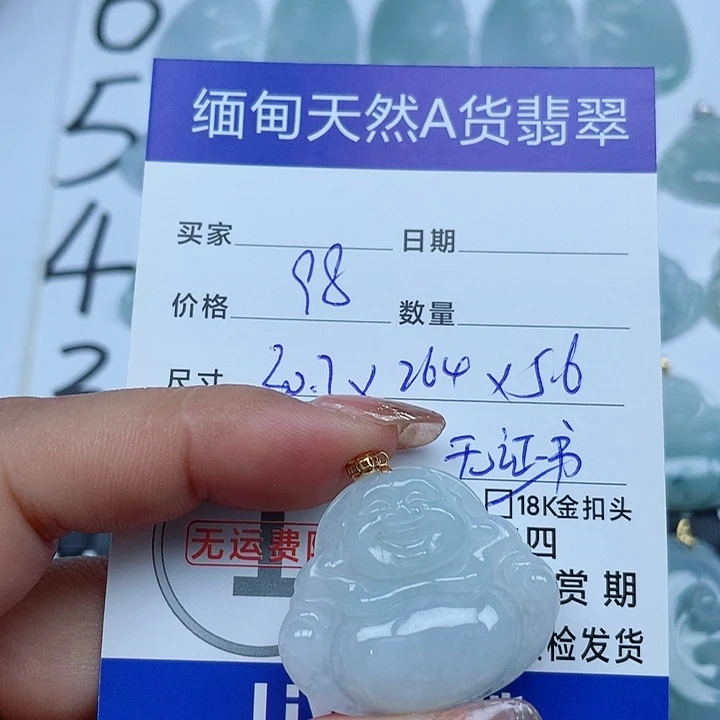 6
5
4
3
缅甸天然A货翡翠
买家 日期
价格 98 数量
尺寸 20.7x264x5.6
无证书
18K金扣头
无运费
四
赏期
检发货